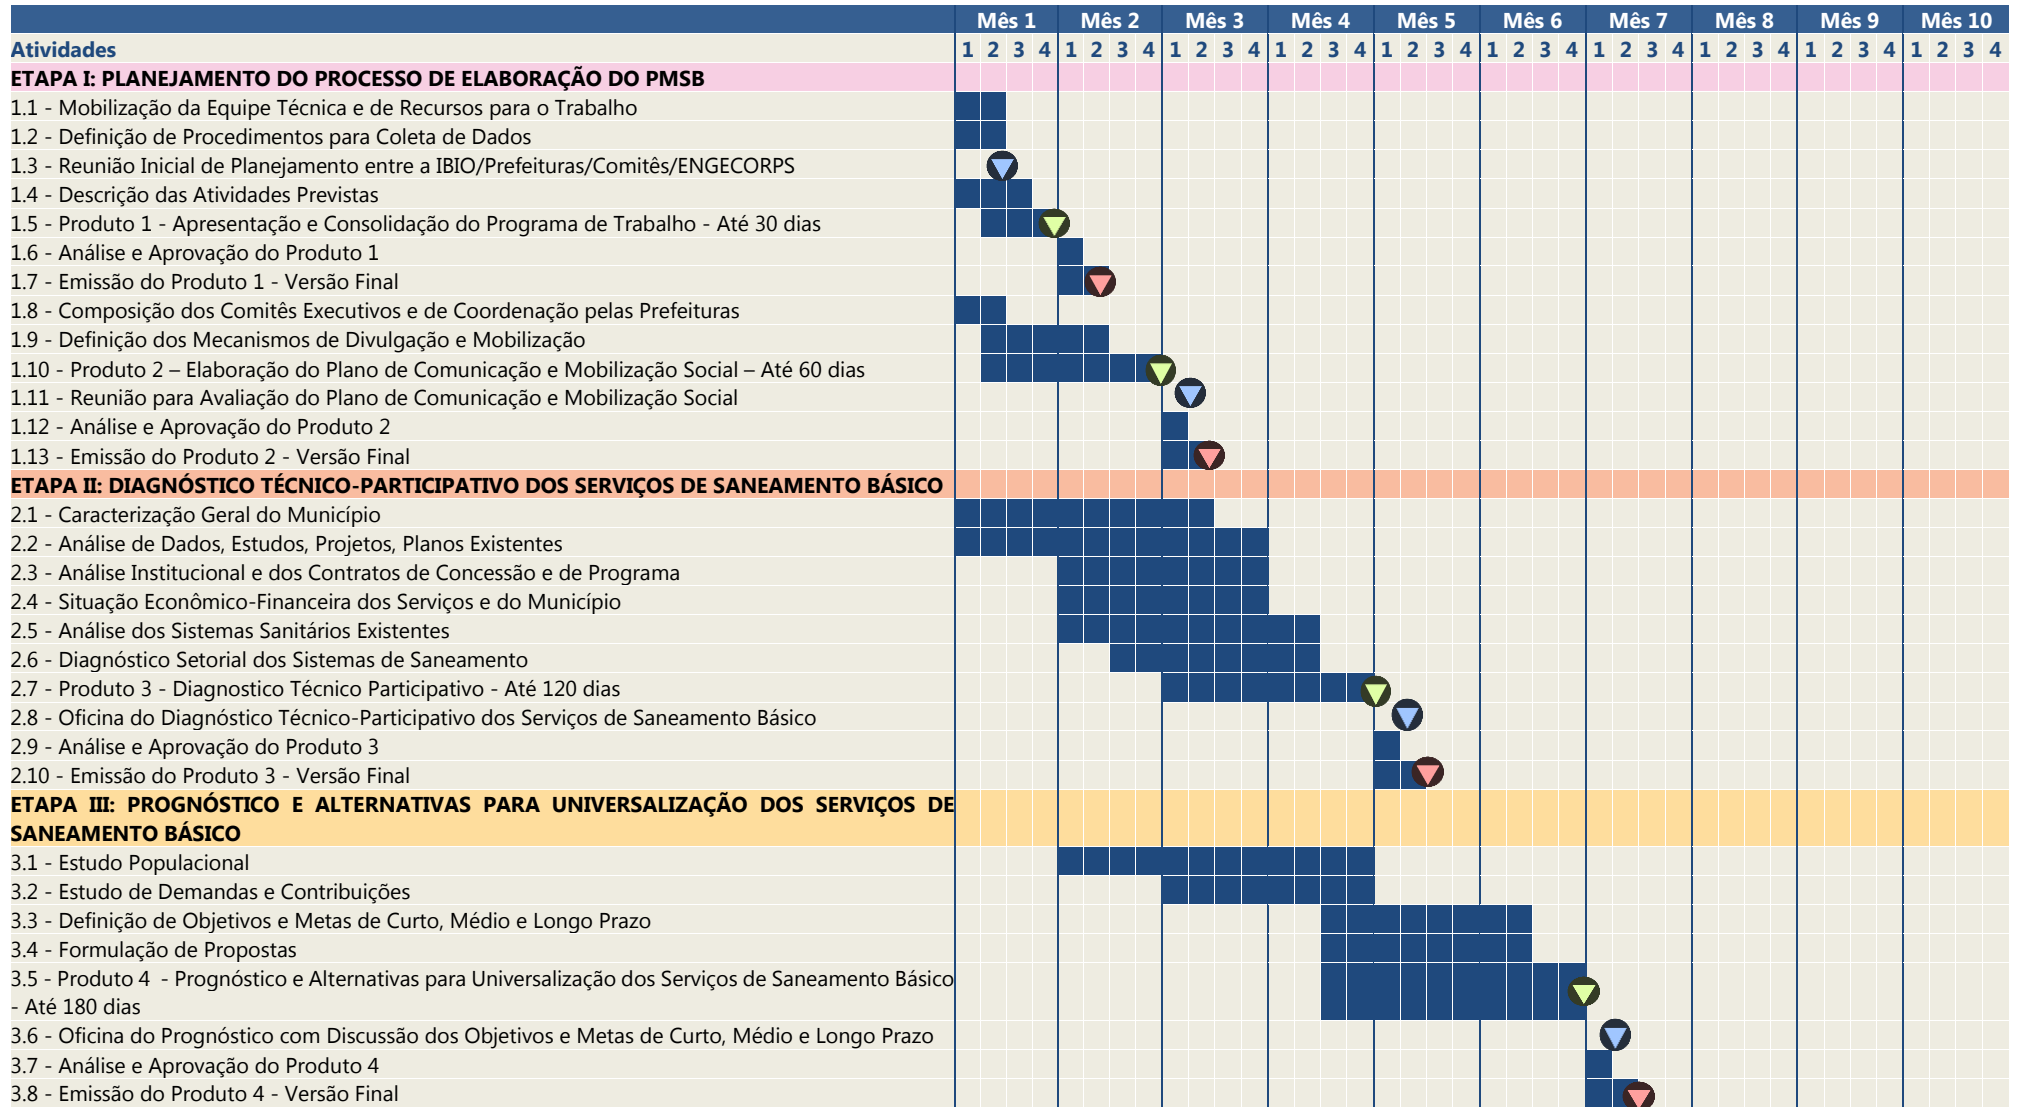 Mês 1 Mês 2 Mês 3 Mês 4 Mês 5 Mês 6 Mês 7 Mês 8 Mês 9 Mês 10
Atividades 1 2 3 4 1 2 3 4 1 2 3 4 1 2 3 4 1 2 3 4 1 2 3 4 1 2 3 4 1 2 3 4 1 2 3 4 1 2 3 4
ETAPA I: PLANEJAMENTO DO PROCESSO DE ELABORAÇÃO DO PMSB
1.1 - Mobilização da Equipe Técnica e de Recursos para o Trabalho
1.2 - Definição de Procedimentos para Coleta de Dados
1.3 - Reunião Inicial de Planejamento entre a IBIO/Prefeituras/Comitês/ENGECORPS
1.4 - Descrição das Atividades Previstas
1.5 - Produto 1 - Apresentação e Consolidação do Programa de Trabalho - Até 30 dias
1.6 - Análise e Aprovação do Produto 1
1.7 - Emissão do Produto 1 - Versão Final
1.8 - Composição dos Comitês Executivos e de Coordenação pelas Prefeituras
1.9 - Definição dos Mecanismos de Divulgação e Mobilização
1.10 - Produto 2 – Elaboração do Plano de Comunicação e Mobilização Social – Até 60 dias
1.11 - Reunião para Avaliação do Plano de Comunicação e Mobilização Social
1.12 - Análise e Aprovação do Produto 2
1.13 - Emissão do Produto 2 - Versão Final
ETAPA II: DIAGNÓSTICO TÉCNICO-PARTICIPATIVO DOS SERVIÇOS DE SANEAMENTO BÁSICO
2.1 - Caracterização Geral do Município
2.2 - Análise de Dados, Estudos, Projetos, Planos Existentes
2.3 - Análise Institucional e dos Contratos de Concessão e de Programa
2.4 - Situação Econômico-Financeira dos Serviços e do Município
2.5 - Análise dos Sistemas Sanitários Existentes
2.6 - Diagnóstico Setorial dos Sistemas de Saneamento
2.7 - Produto 3 - Diagnostico Técnico Participativo - Até 120 dias
2.8 - Oficina do Diagnóstico Técnico-Participativo dos Serviços de Saneamento Básico
2.9 - Análise e Aprovação do Produto 3
2.10 - Emissão do Produto 3 - Versão Final
ETAPA III: PROGNÓSTICO E ALTERNATIVAS PARA UNIVERSALIZAÇÃO DOS SERVIÇOS DE
SANEAMENTO BÁSICO
3.1 - Estudo Populacional
3.2 - Estudo de Demandas e Contribuições
3.3 - Definição de Objetivos e Metas de Curto, Médio e Longo Prazo
3.4 - Formulação de Propostas
3.5 - Produto 4 - Prognóstico e Alternativas para Universalização dos Serviços de Saneamento Básico
- Até 180 dias
3.6 - Oficina do Prognóstico com Discussão dos Objetivos e Metas de Curto, Médio e Longo Prazo
3.7 - Análise e Aprovação do Produto 4
3.8 - Emissão do Produto 4 - Versão Final